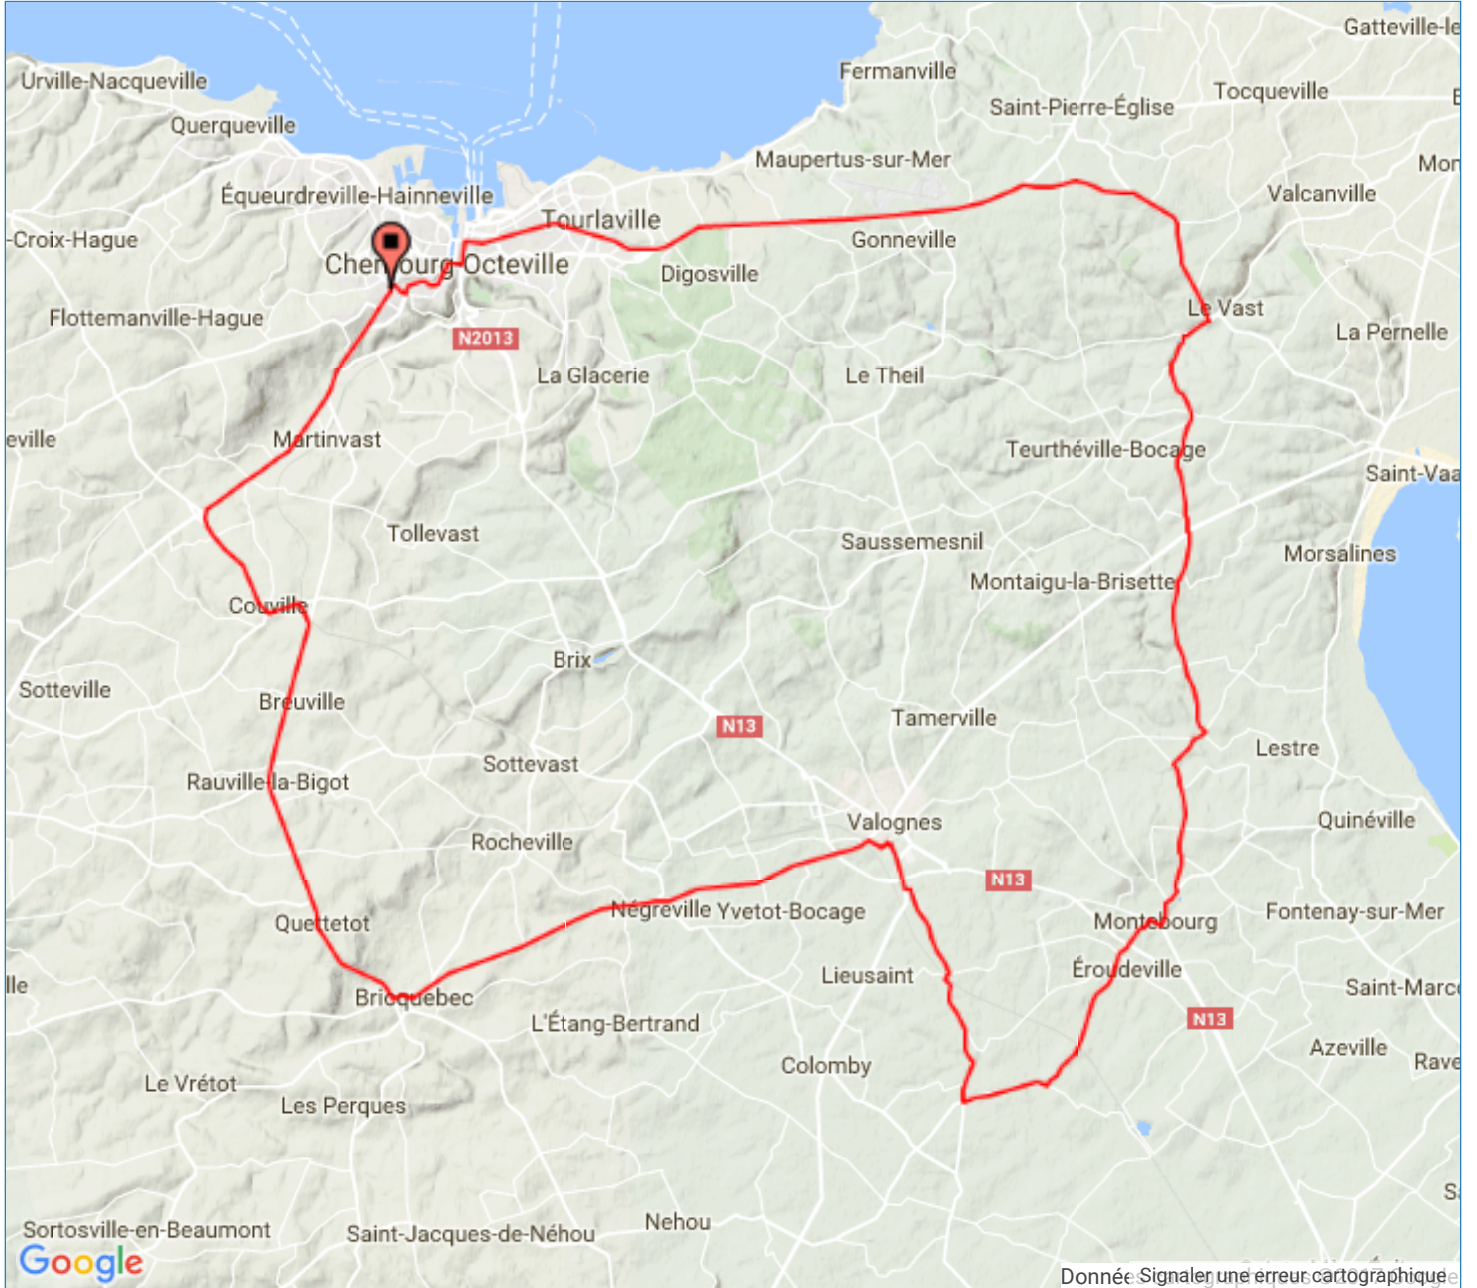 Gatteville-le
Fermanville
Urville-Nacqueville
Tocqueville
Saint-Pierre-Église
Querqueville
Maupertus-sur-Mer
Mon
Équeurdreville-Hainneville
Valcanville
Tourlaville
-Croix-Hague
Gonneville
Cherbourg-Octeville
Digosville
Le Vast
Flottemanville-Hague
La Pernelle
N2013
La Glacerie
Le Theil
eville
Martinvast
Teurthéville-Bocage
Saint-Vaa
Tollevast
Saussemesnil
Morsalines
Montaigu-la-Brisette
Couville
Brix
Sotteville
Breuville
Tamerville
N13
Lestre
Sottevast
Rauville-la-Bigot
Quinéville
Valognes
Rocheville
N13
Négreville
Yvetot-Bocage
Fontenay-sur-Mer
Quettetot
Montebourg
Éroudeville
Lieusaint
lle
Saint-Marc
Bricquebec
N13
L'Étang-Bertrand
Azeville
Rave
Colomby
Le Vrétot
Les Perques
Nehou
Sortosville-en-Beaumont
Saint-Jacques-de-Néhou
Google
Signaler une erreur cartographique